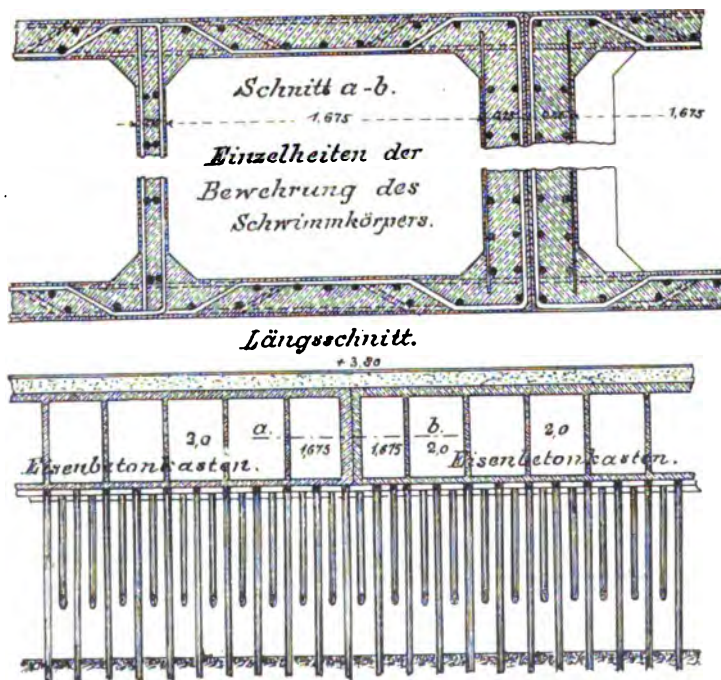 Schnitt a-b.
1,675 1,675
Einzelheiten der
Bewehrung des
Schwimmkörpers.
Längsschnitt.
+3,80
3,0 a. 1,675 1,675 b. 2,0 2,0
Eisenbetonkasten. Eisenbetonkasten.